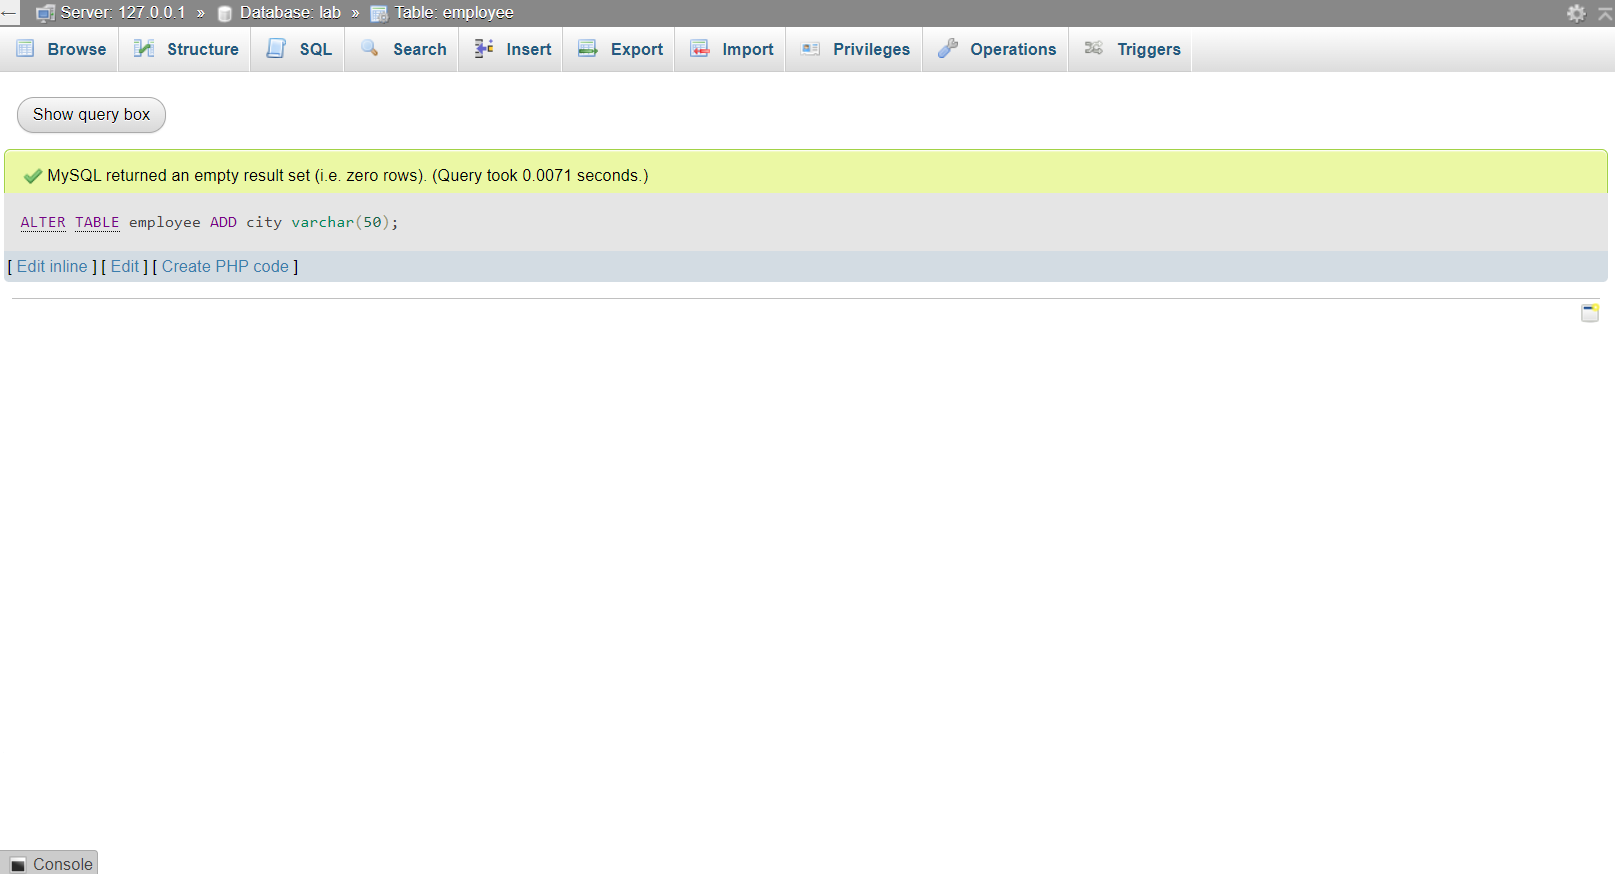 ← Server: 127.0.0.1 » Database: lab » Table: employee
Browse Structure SQL Search Insert Export Import Privileges Operations Triggers
Show query box
MySQL returned an empty result set (i.e. zero rows). (Query took 0.0071 seconds.)
ALTER TABLE employee ADD city varchar(50);
[ Edit inline ] [ Edit ] [ Create PHP code ]
Console